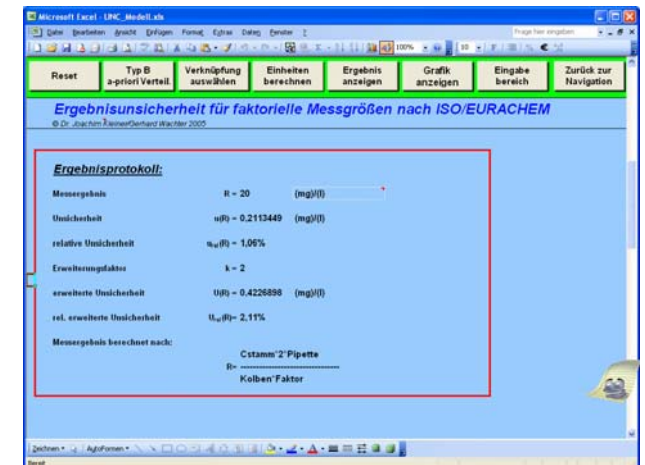 Microsoft Excel - UNC_Modell.xls
Datei Bearbeiten Ansicht Einfügen Format Extras Daten Fenster ?
Frage hier eingeben
100% 10
Reset
Typ B a-priori Verteil.
Verknüpfung auswählen
Einheiten berechnen
Ergebnis anzeigen
Grafik anzeigen
Eingabe bereich
Zurück zur Navigation
Ergebnisunsicherheit für faktorielle Messgrößen nach ISO/EURACHEM
© Dr. Joachim Kleiner/Gerhard Wachter 2005
Ergebnisprotokoll:
Messergebnis R = 20 (mg)/(l)
Unsicherheit u(R) = 0,2113449 (mg)/(l)
relative Unsicherheit urel(R) = 1,06%
Erweiterungsfaktor k = 2
erweiterte Unsicherheit U(R) = 0,4226898 (mg)/(l)
rel. erweiterte Unsicherheit Urel(R)= 2,11%
Messergebnis berechnet nach:
Cstamm*2*Pipette
R= ------------------------------
Kolben*Faktor
Zeichnen AutoFormen
Bereit